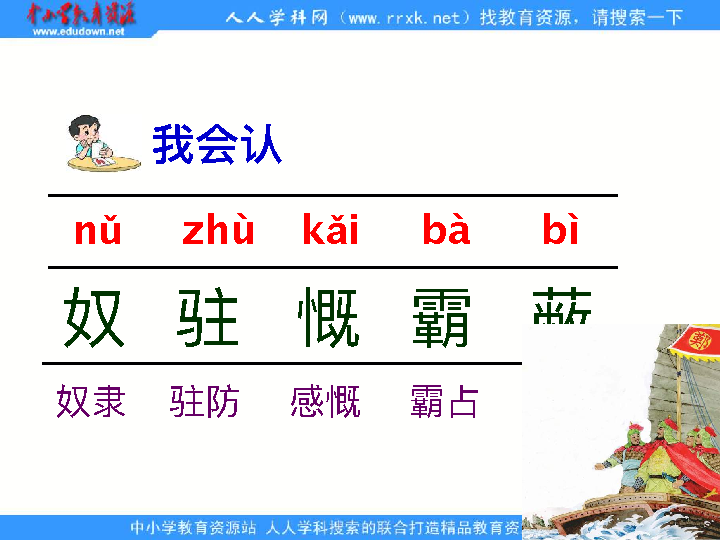 中小学教育资源
www.edudown.net
人人学科网（www.rrxk.net）找教育资源，请搜索一下
我会认
nǔ zhù kǎi bà bì
奴 驻 慨 霸 蔽
奴隶 驻防 感慨 霸占
鄭
中小学教育资源站 人人学科搜索的联合打造精品教育资